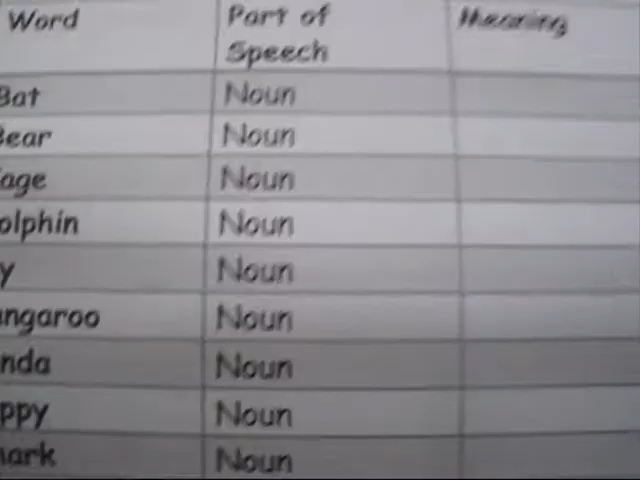 Word Part of Speech Meaning
Bat Noun
Bear Noun
age Noun
olphin Noun
y Noun
ngaroo Noun
nda Noun
ppy Noun
ark Noun